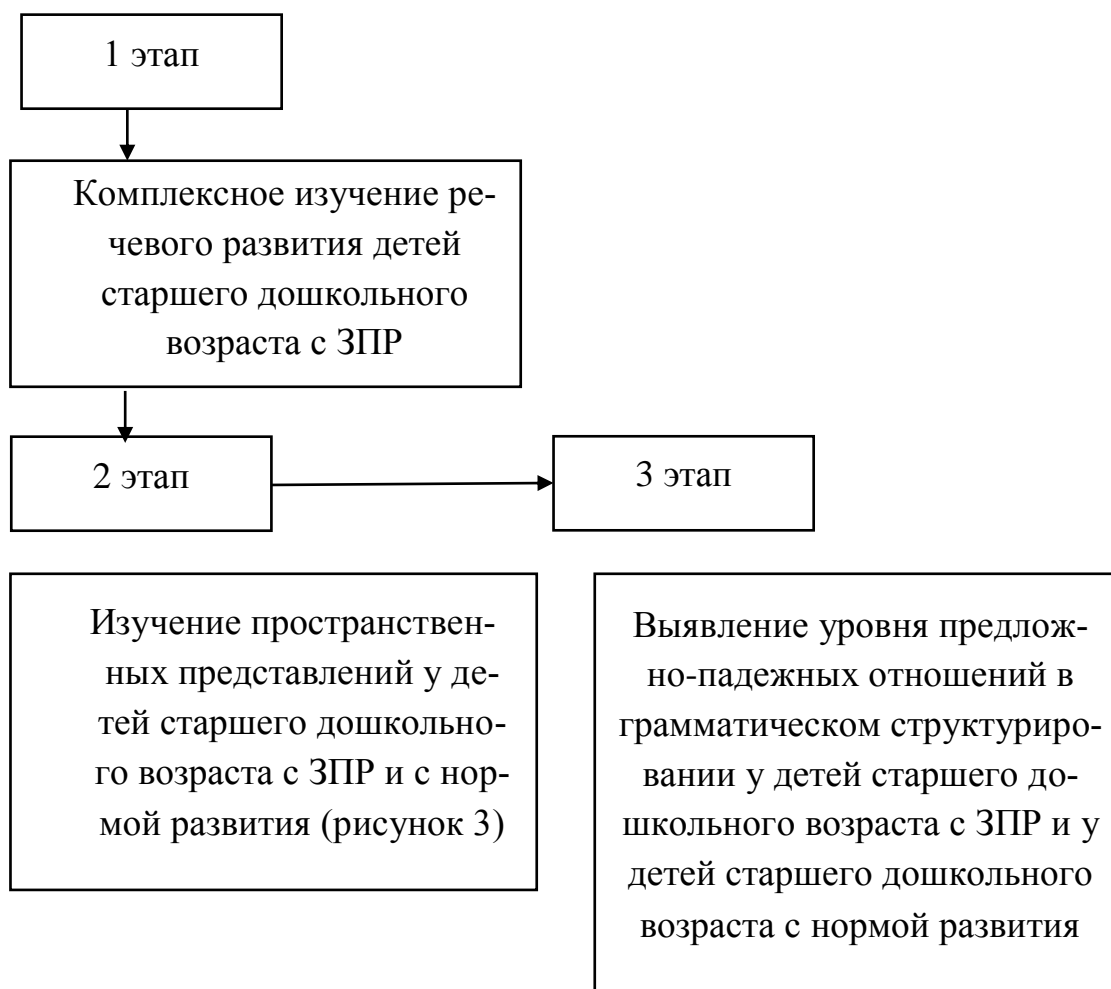 1 этап
Комплексное изучение ре-
чевого развития детей
старшего дошкольного
возраста с ЗПР
2 этап
3 этап
Изучение пространствен-
ных представлений у де-
тей старшего дошкольно-
го возраста с ЗПР и с нор-
мой развития (рисунок 3)
Выявление уровня предлож-
но-падежных отношений в
грамматическом структуриро-
вании у детей старшего до-
школьного возраста с ЗПР и у
детей старшего дошкольного
возраста с нормой развития